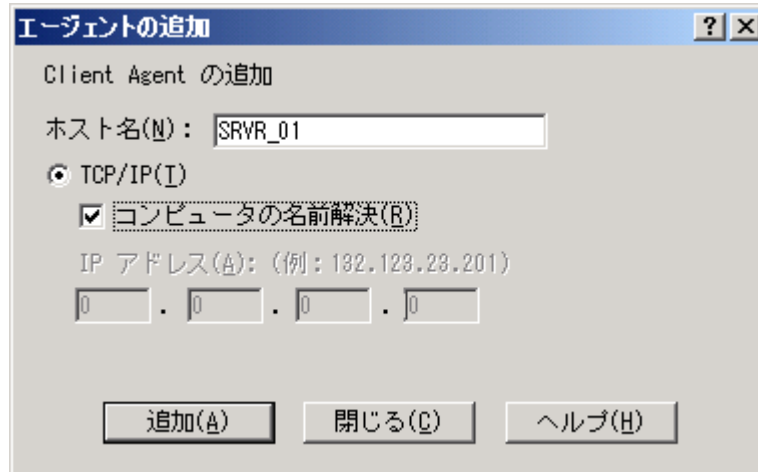 エージェントの追加
Client Agent の追加
ホスト名(N): SRVR_01
TCP/IP(T)
コンピュータの名前解決(R)
IP アドレス(A): (例:132.123.23.201)
0 . 0 . 0 . 0
追加(A) 閉じる(C) ヘルプ(H)